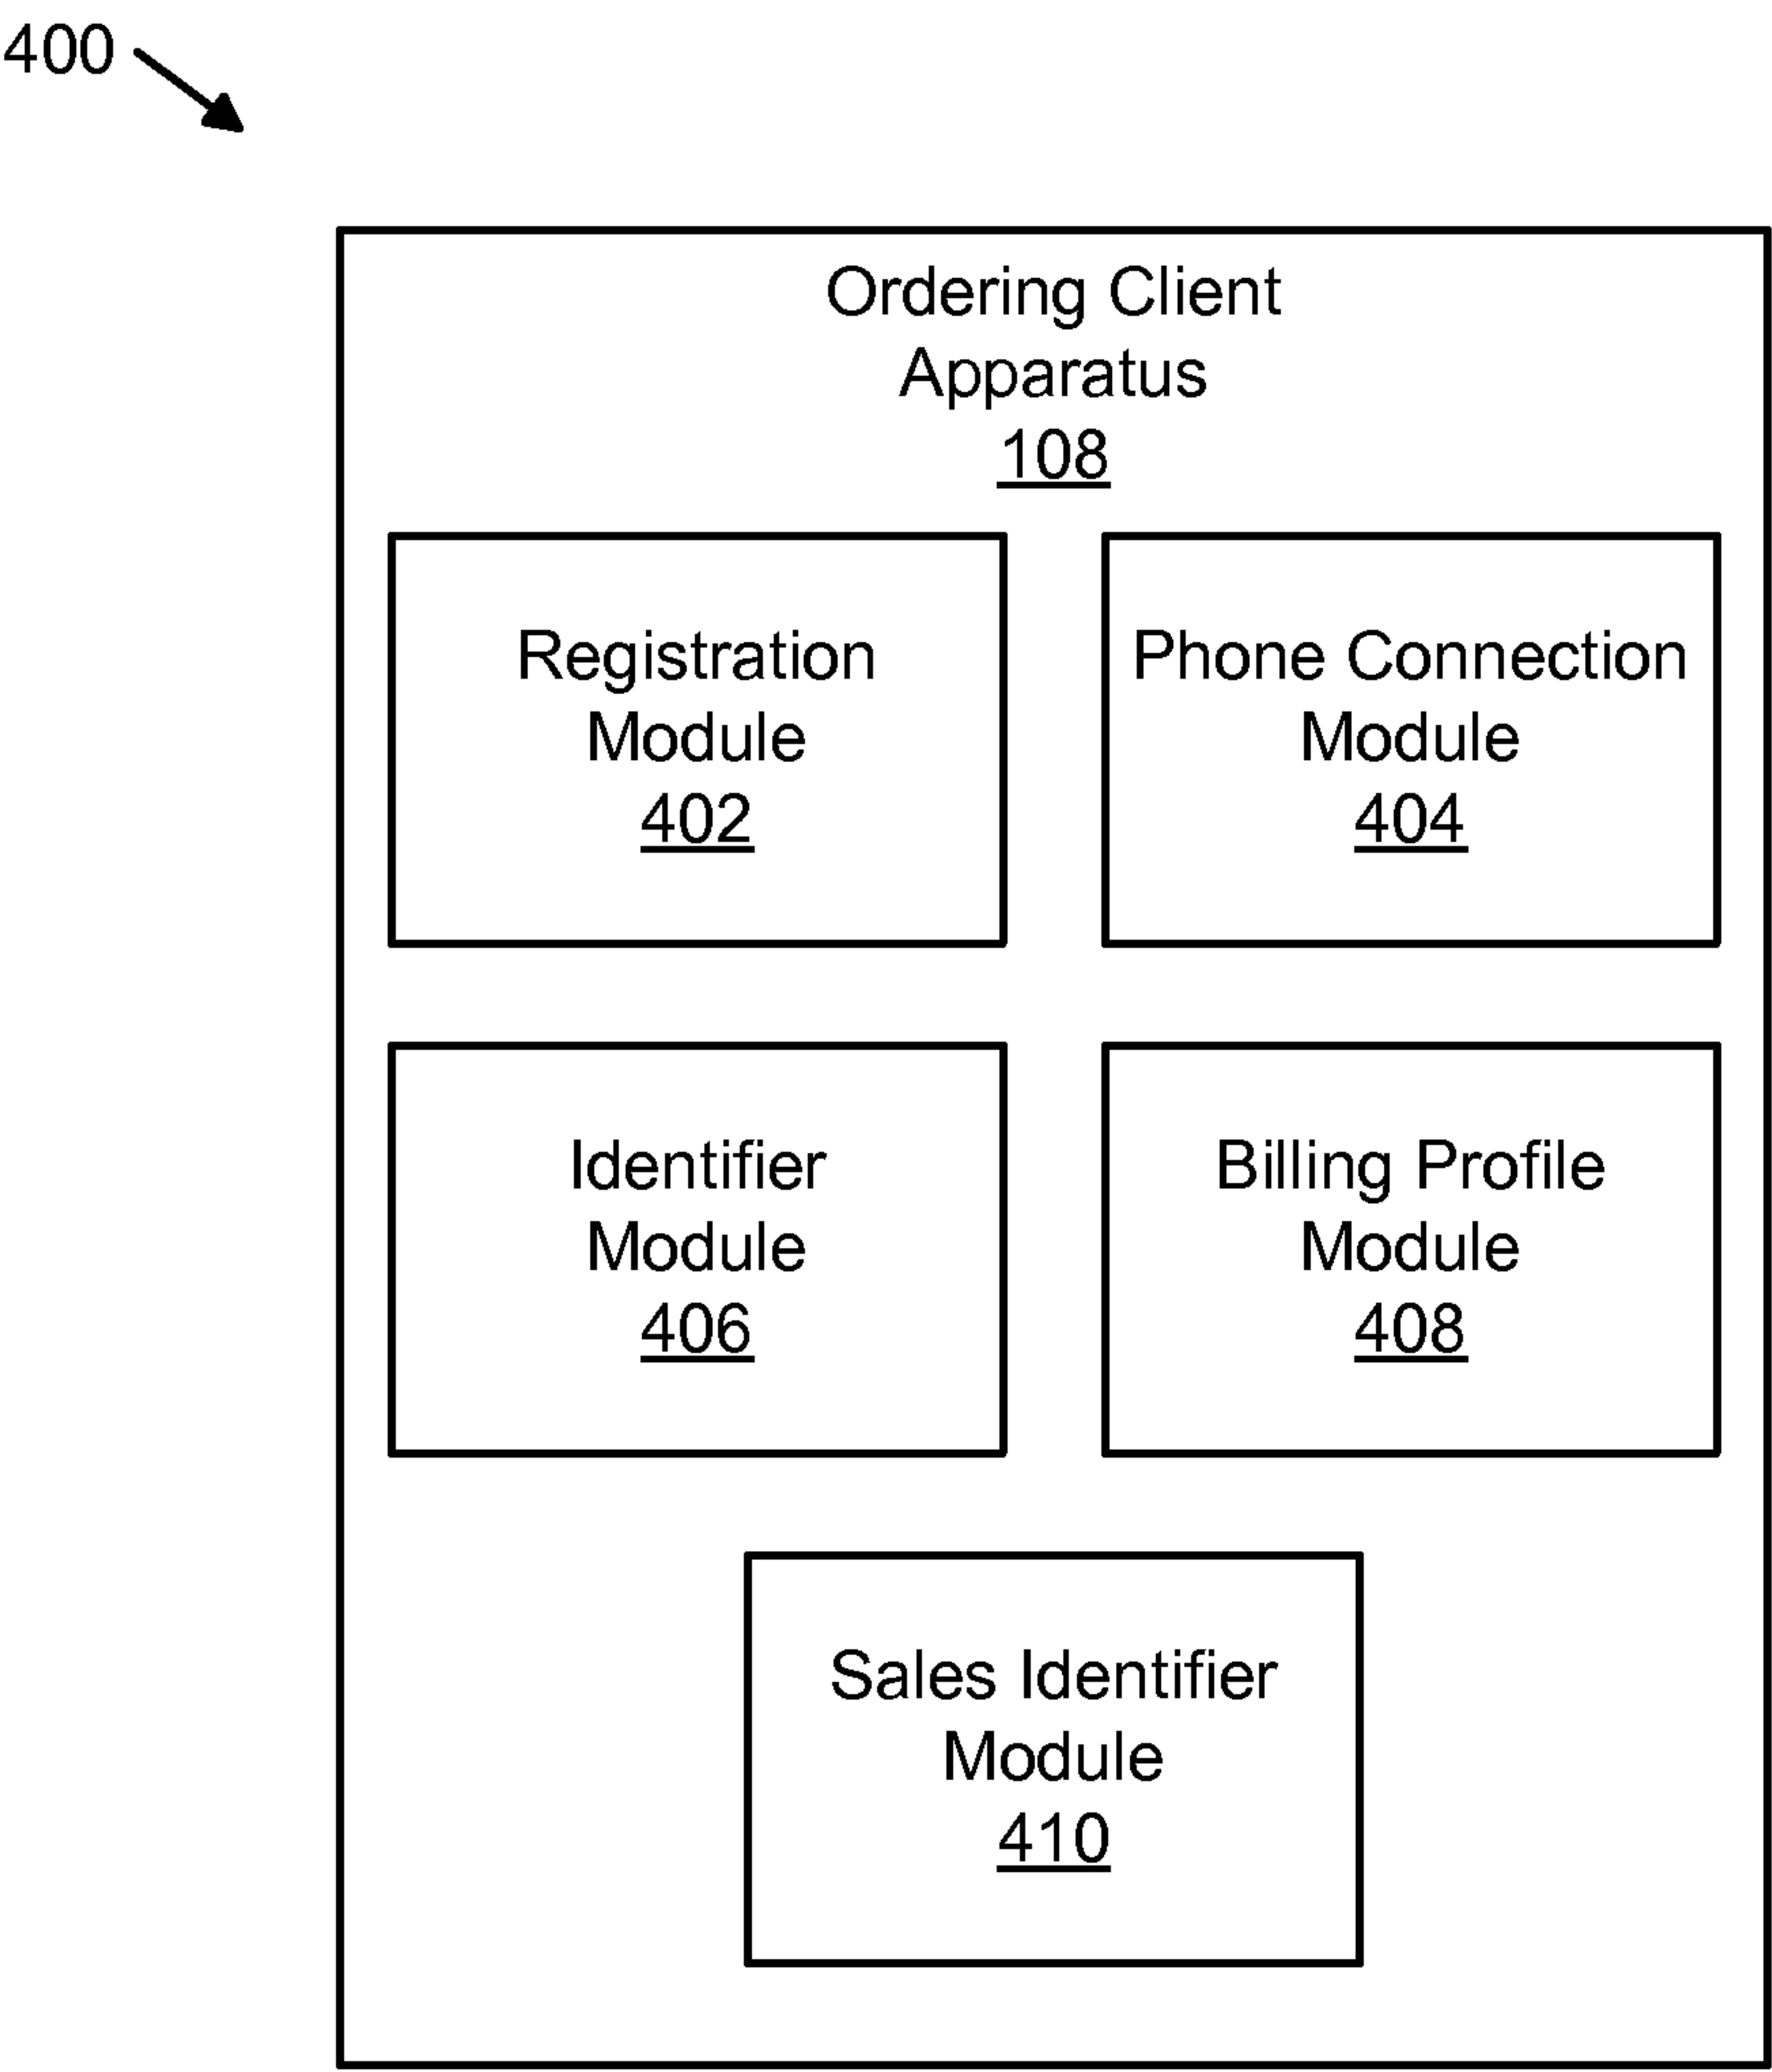 400
Ordering Client
Apparatus
108
Registration
Module
402
Phone Connection
Module
404
Identifier
Module
406
Billing Profile
Module
408
Sales Identifier
Module
410